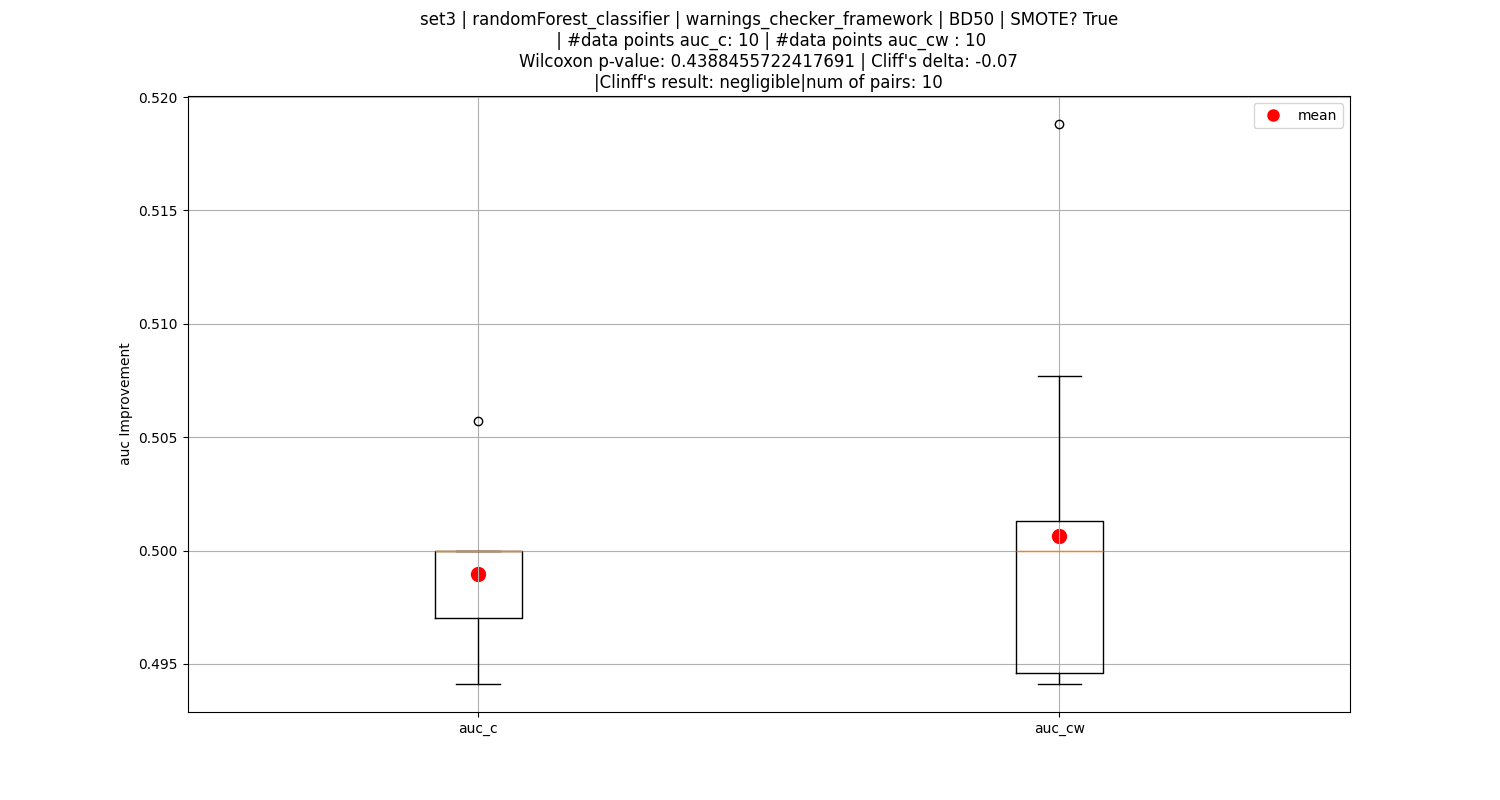 set3 | randomForest_classifier | warnings_checker_framework | BD50 | SMOTE? True
| #data points auc_c: 10 | #data points auc_cw : 10
Wilcoxon p-value: 0.4388455722417691 | Cliff's delta: -0.07
|Clinff's result: negligible|num of pairs: 10
mean
0.520
0.515
0.510
0.505
0.500
0.495
auc Improvement
auc_c
auc_cw